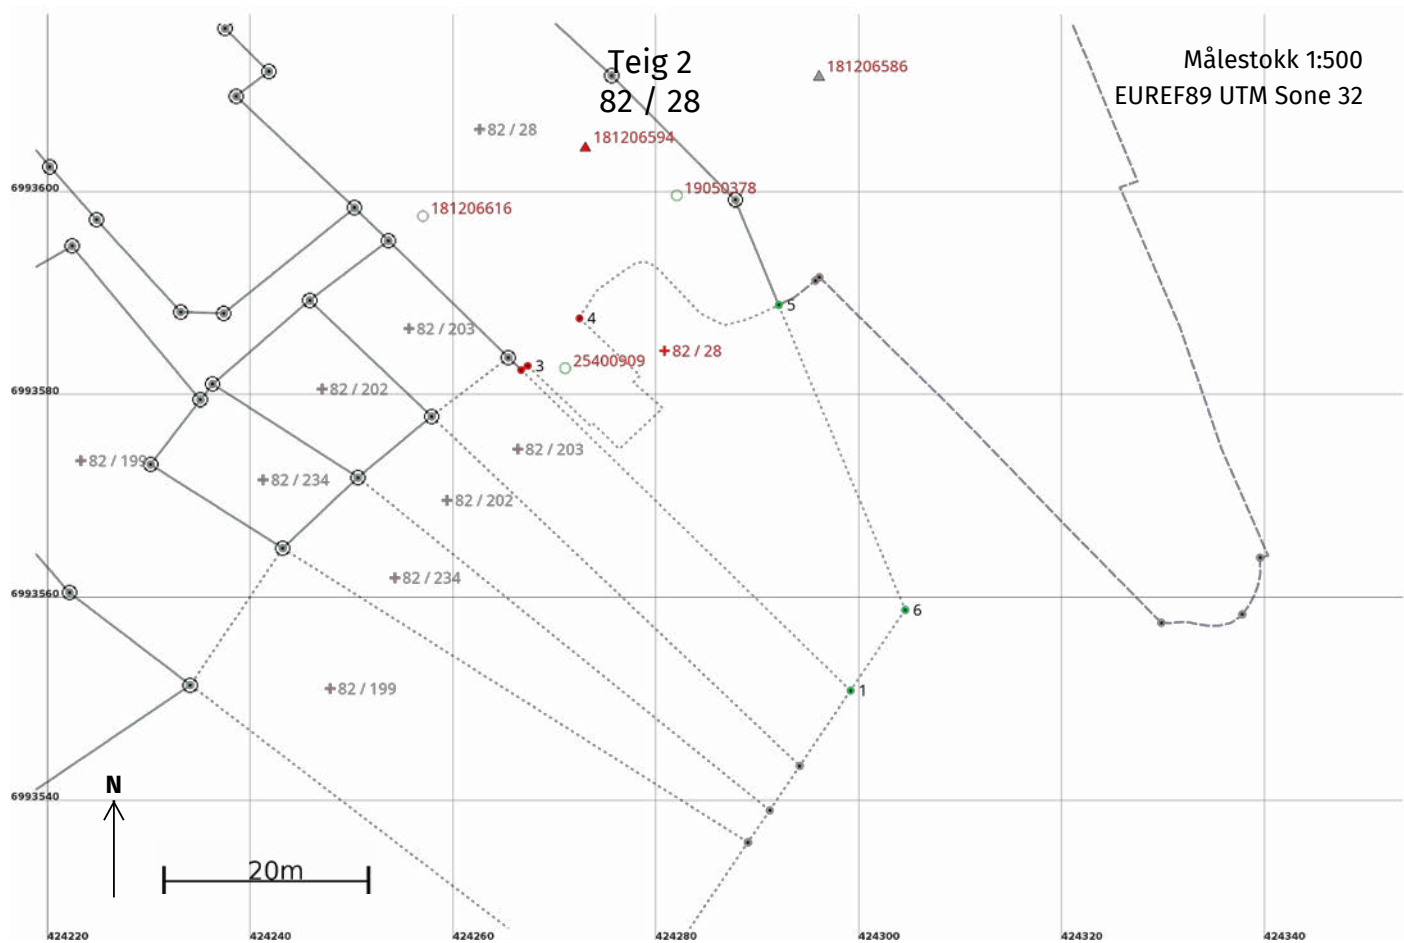 Teig 2
82 / 28
Målestokk 1:500
EUREF89 UTM Sone 32
181206586
82 / 28
181206594
6993600
19050378
181206616
5
4
82 / 203
82 / 28
25400909
3
82 / 202
6993580
82 / 203
82 / 199
82 / 234
82 / 202
82 / 234
6993560
6
82 / 199
1
N
6993540
20m
424220
424240
424260
424280
424300
424320
424340